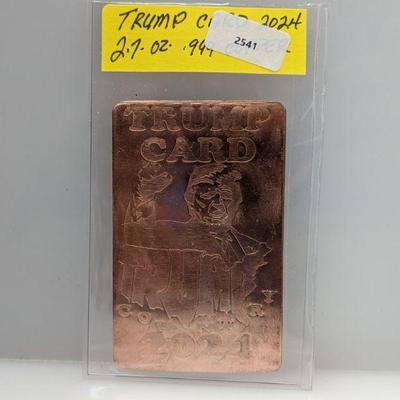 TRUMP CARD 2024
2.7. OZ. .999
2541
TRUMP
CARD
2024